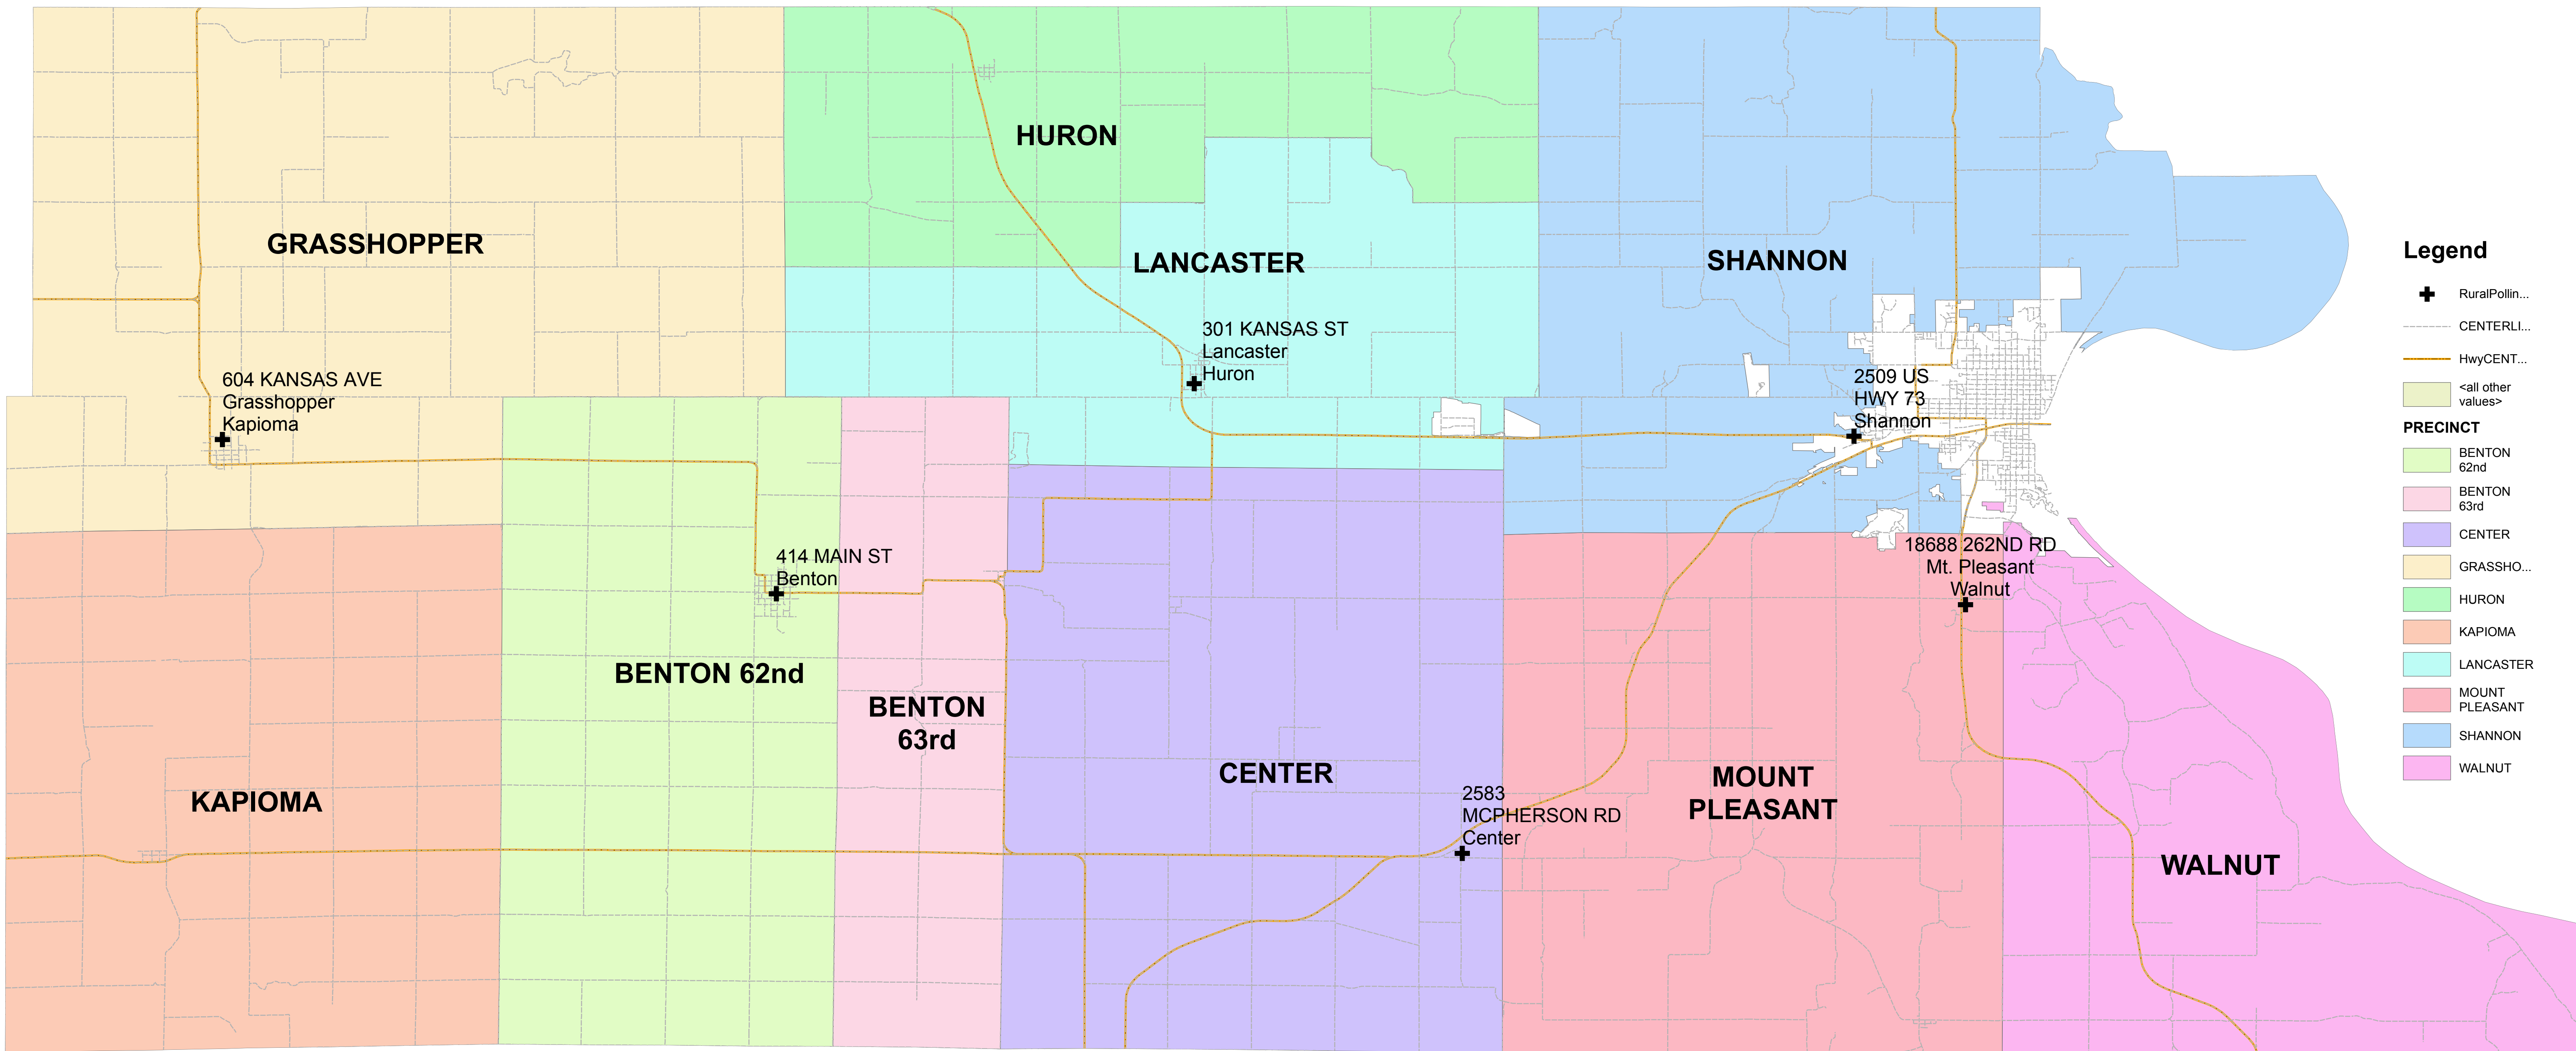 HURON
GRASSHOPPER
LANCASTER
SHANNON
301 KANSAS ST
Lancaster
Huron
604 KANSAS AVE
Grasshopper
Kapioma
2509 US
HWY 73
Shannon
414 MAIN ST
Benton
18688 262ND RD
Mt. Pleasant
Walnut
BENTON 62nd
BENTON
63rd
KAPIOMA
CENTER
2583
MCPHERSON RD
Center
MOUNT
PLEASANT
WALNUT
Legend
RuralPollin...
CENTERLI...
HwyCENT...
<all other
values>
PRECINCT
BENTON
62nd
BENTON
63rd
CENTER
GRASSHO...
HURON
KAPIOMA
LANCASTER
MOUNT
PLEASANT
SHANNON
WALNUT